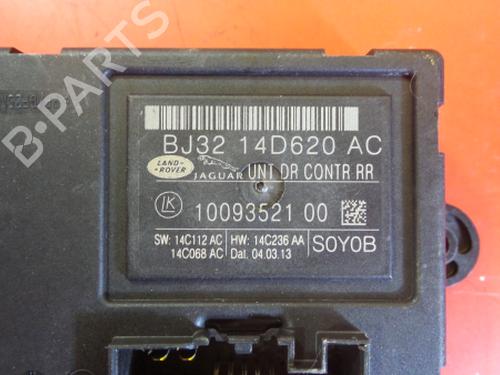 B-PARTS
BJ32 14D620 AC
LAND-ROVER
JAGUAR UNI DR CONTR RR
LK 10093521 00
SW: 14C112 AC HW: 14C236 AA S0Y0B
14C068 AC Dat. 04.03.13